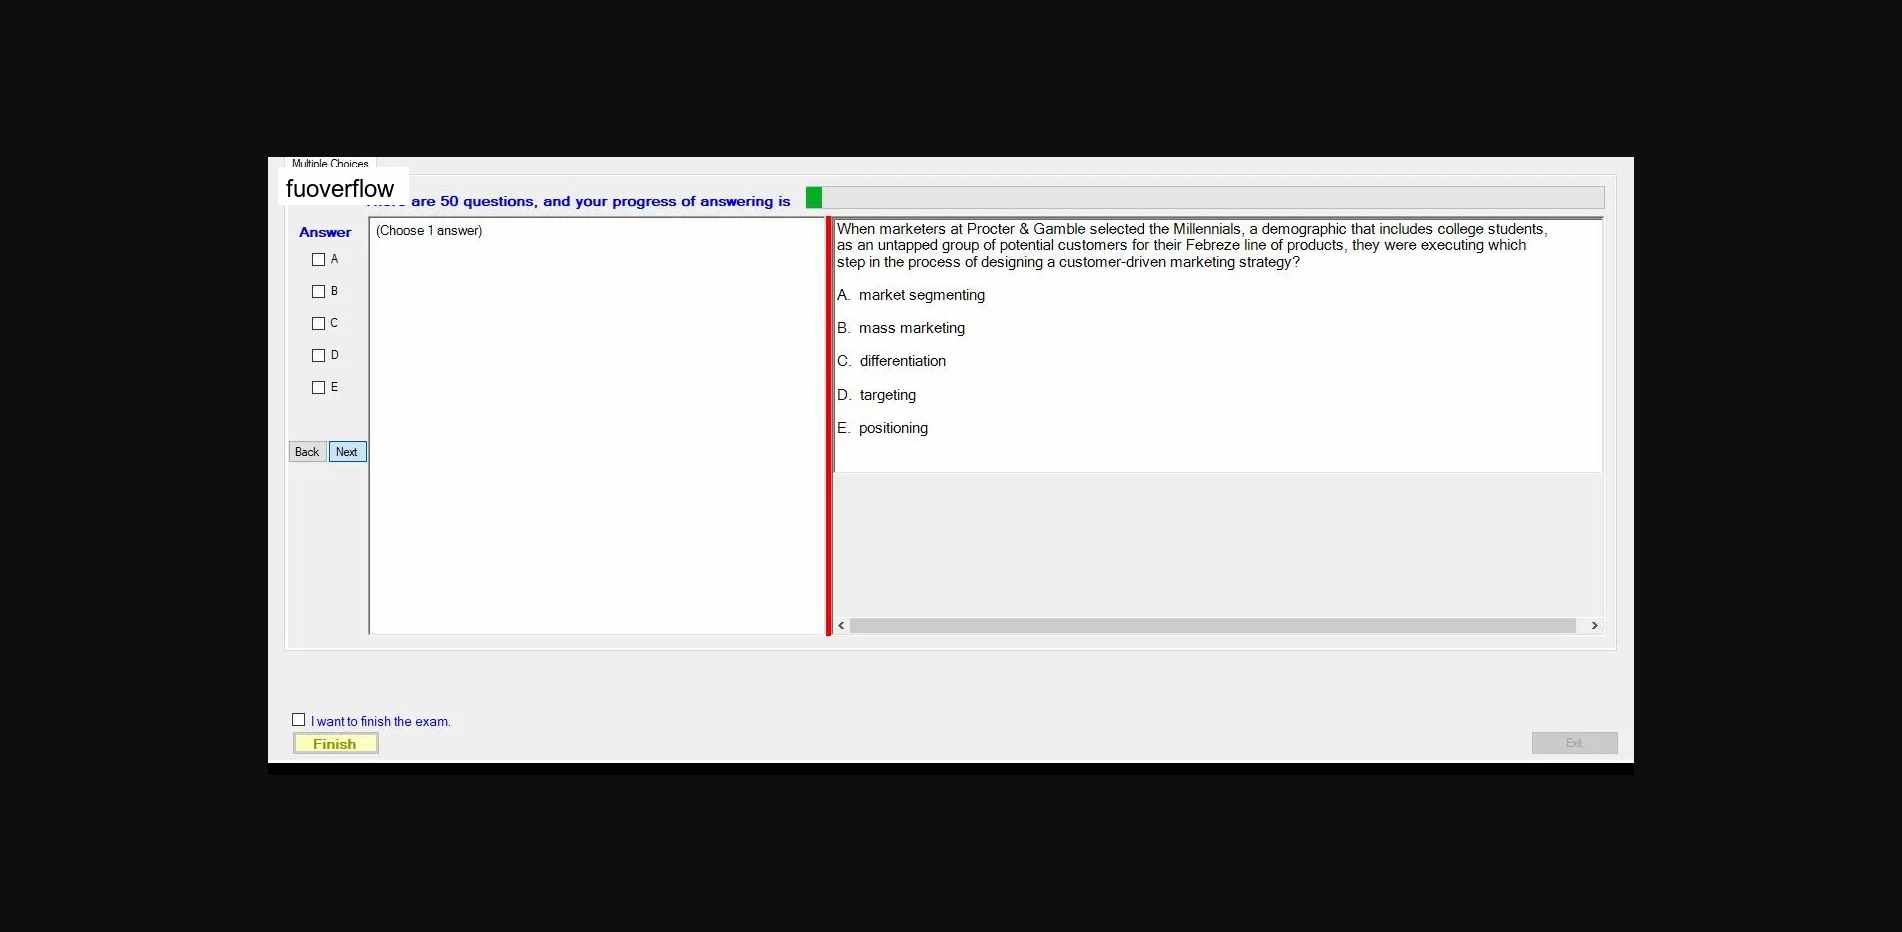 Multiple Choices
fuoverflow
are 50 questions, and your progress of answering is
Answer
(Choose 1 answer)
A
B
C
D
E
Back Next
When marketers at Procter & Gamble selected the Millennials, a demographic that includes college students,
as an untapped group of potential customers for their Febreze line of products, they were executing which
step in the process of designing a customer-driven marketing strategy?
A. market segmenting
B. mass marketing
C. differentiation
D. targeting
E. positioning
I want to finish the exam.
Finish
Exit